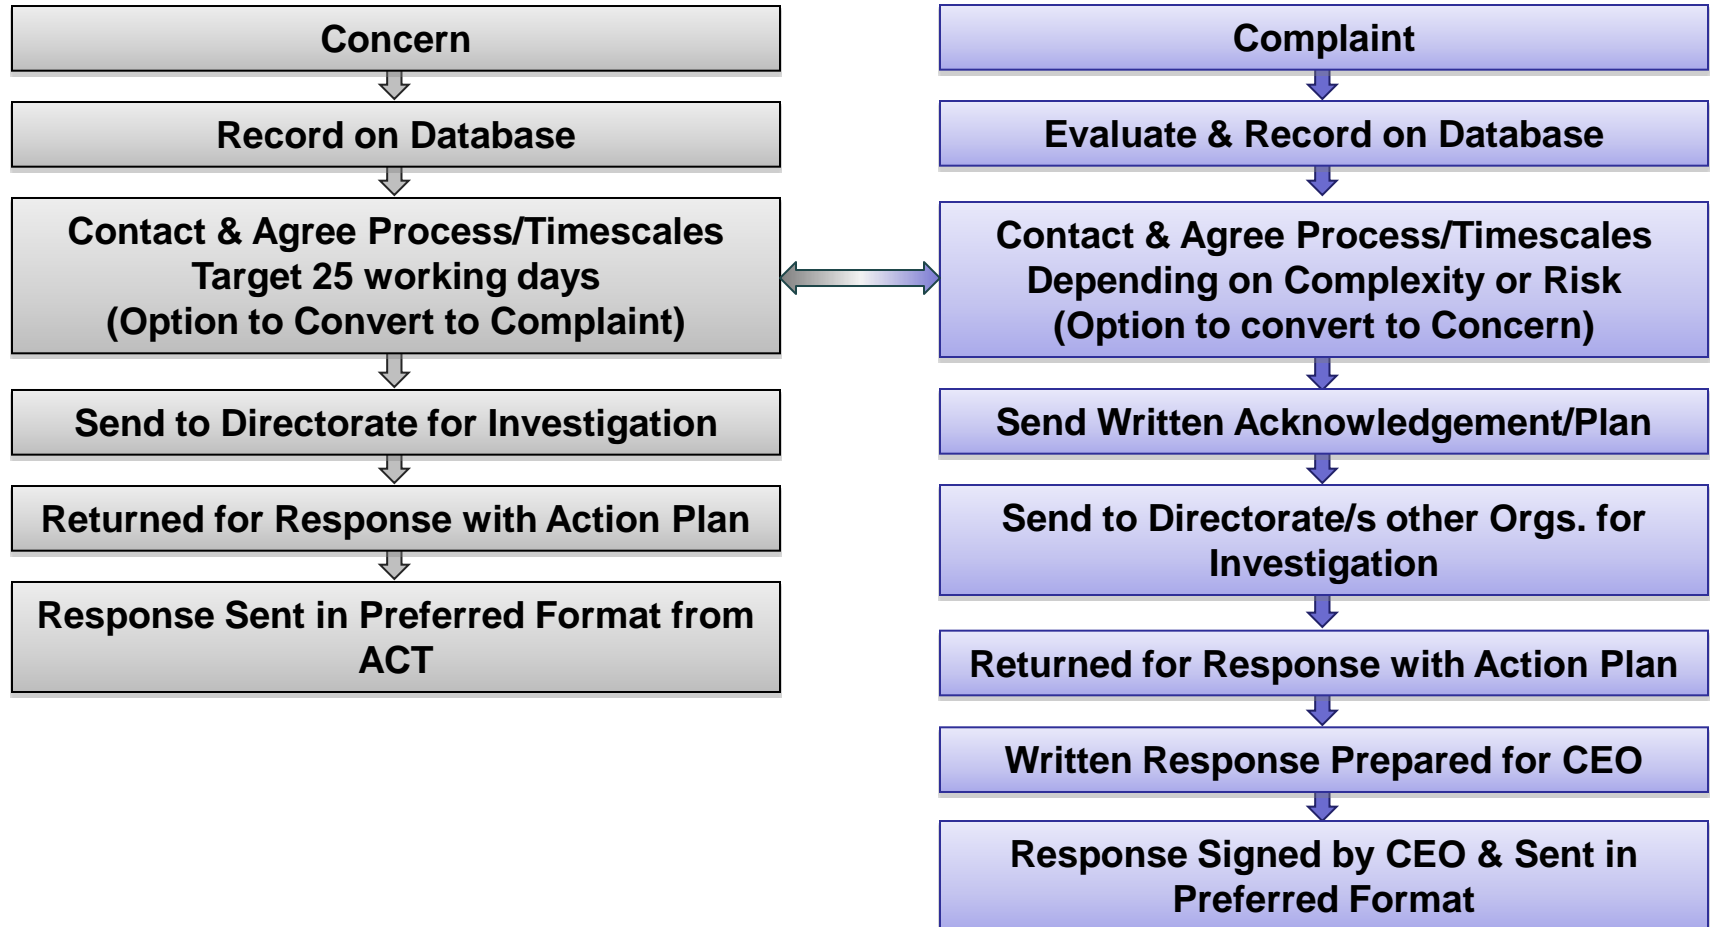 Concern
Record on Database
Contact & Agree Process/Timescales
Target 25 working days
(Option to Convert to Complaint)
Send to Directorate for Investigation
Returned for Response with Action Plan
Response Sent in Preferred Format from
ACT
Complaint
Evaluate & Record on Database
Contact & Agree Process/Timescales
Depending on Complexity or Risk
(Option to convert to Concern)
Send Written Acknowledgement/Plan
Send to Directorate/s other Orgs. for
Investigation
Returned for Response with Action Plan
Written Response Prepared for CEO
Response Signed by CEO & Sent in
Preferred Format